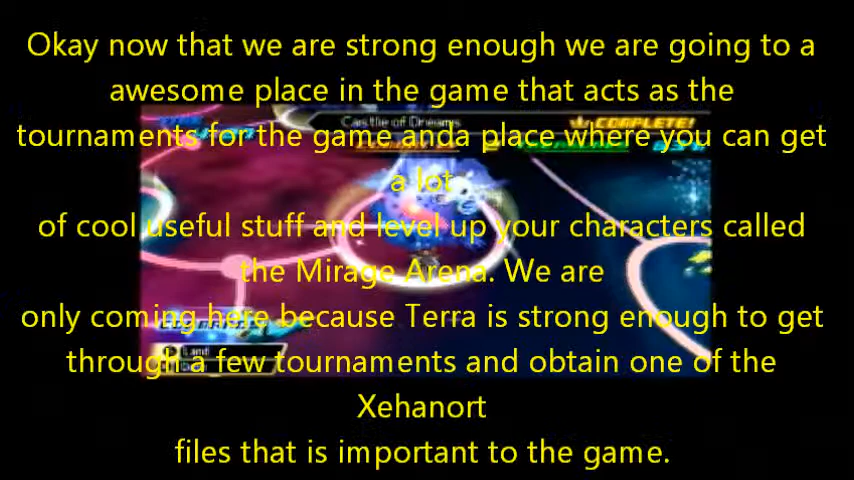 Okay now that we are strong enough we are going to a
awesome place in the game that acts as the
Castle of Dreams
COMPLETE!
tournaments for the game anda place where you can get
a lot
of cool useful stuff and level up your characters called
the Mirage Arena. We are
only coming here because Terra is strong enough to get
Land
through a few tournaments and obtain one of the
Xehanort
files that is important to the game.